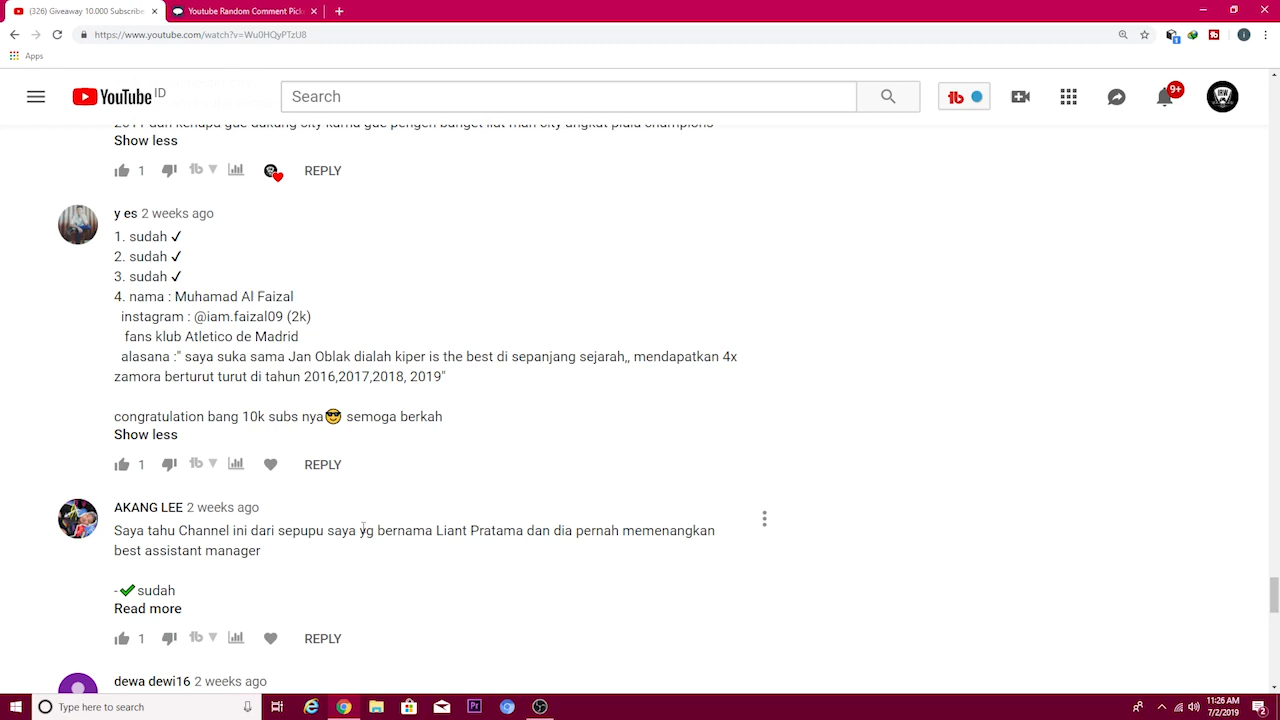 (326) Giveaway 10.000 Subscribe
Youtube Random Comment Pick
https://www.youtube.com/watch?v=Wu0HQyPTzU8
Apps
YouTube ID
Search
tb
9+
Show less
1
tb
REPLY
y es 2 weeks ago
1. sudah ✓
2. sudah ✓
3. sudah ✓
4. nama : Muhamad Al Faizal
instagram : @iam.faizal09 (2k)
fans klub Atletico de Madrid
alasana :" saya suka sama Jan Oblak dialah kiper is the best di sepanjang sejarah,, mendapatkan 4x
zamora berturut turut di tahun 2016,2017,2018, 2019"
congratulation bang 10k subs nya😎 semoga berkah
Show less
1
tb
REPLY
AKANG LEE 2 weeks ago
Saya tahu Channel ini dari sepupu saya yg bernama Liant Pratama dan dia pernah memenangkan
best assistant manager
-✔sudah
Read more
1
tb
REPLY
dewa dewi16 2 weeks ago
Type here to search
Pr
11:26 AM
7/2/2019
2